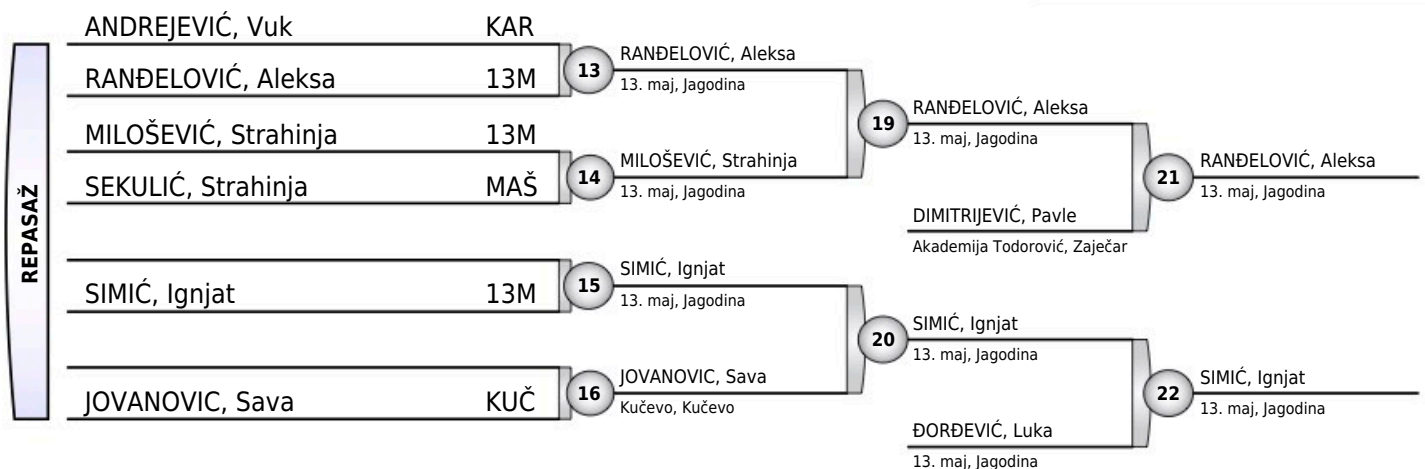 REPASAŽ
ANDREJEVIĆ, Vuk KAR
RANĐELOVIĆ, Aleksa 13M
MILOŠEVIĆ, Strahinja 13M
SEKULIĆ, Strahinja MAŠ
SIMIĆ, Ignjat 13M
JOVANOVIC, Sava KUČ
13
RANĐELOVIĆ, Aleksa
13. maj, Jagodina
14
MILOŠEVIĆ, Strahinja
13. maj, Jagodina
15
SIMIĆ, Ignjat
13. maj, Jagodina
16
JOVANOVIC, Sava
Kučevo, Kučevo
19
RANĐELOVIĆ, Aleksa
13. maj, Jagodina
DIMITRIJEVIĆ, Pavle
Akademija Todorović, Zaječar
20
SIMIĆ, Ignjat
13. maj, Jagodina
ĐORĐEVIĆ, Luka
13. maj, Jagodina
21
RANĐELOVIĆ, Aleksa
13. maj, Jagodina
22
SIMIĆ, Ignjat
13. maj, Jagodina